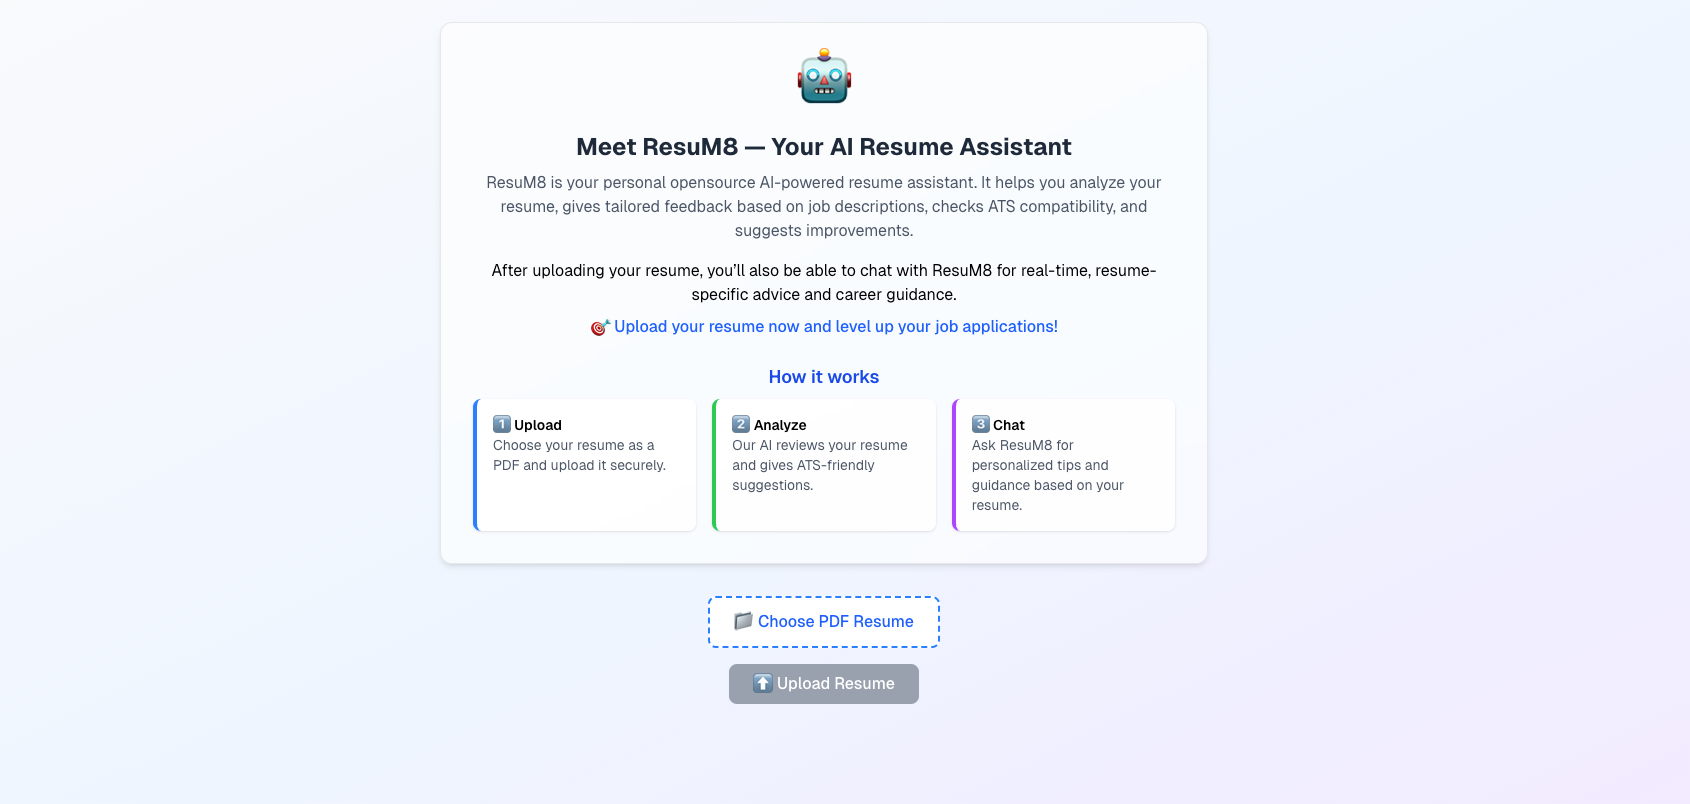 Meet ResuM8 — Your AI Resume Assistant
ResuM8 is your personal opensource AI-powered resume assistant. It helps you analyze your
resume, gives tailored feedback based on job descriptions, checks ATS compatibility, and
suggests improvements.
After uploading your resume, you’ll also be able to chat with ResuM8 for real-time, resume-
specific advice and career guidance.
🎯 Upload your resume now and level up your job applications!
How it works
1️⃣ Upload
Choose your resume as a
PDF and upload it securely.
2️⃣ Analyze
Our AI reviews your resume
and gives ATS-friendly
suggestions.
3️⃣ Chat
Ask ResuM8 for
personalized tips and
guidance based on your
resume.
📁 Choose PDF Resume
⬆️ Upload Resume